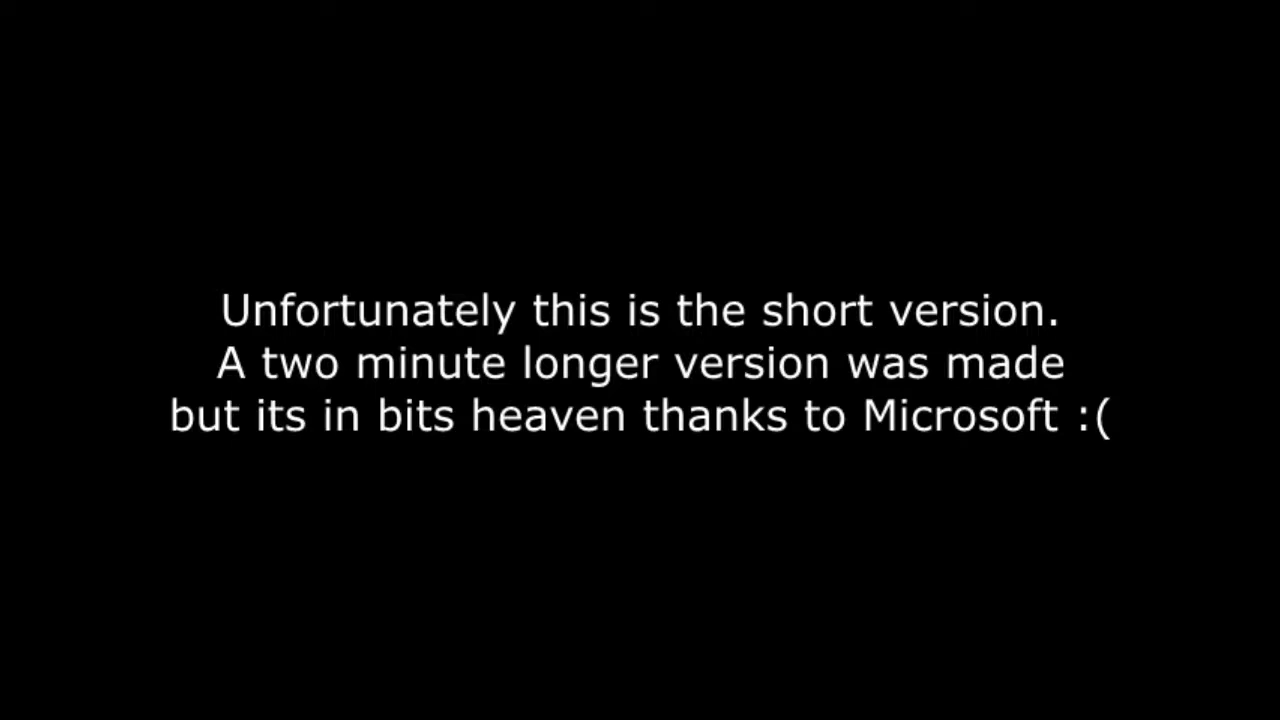 Unfortunately this is the short version.
A two minute longer version was made
but its in bits heaven thanks to Microsoft :(